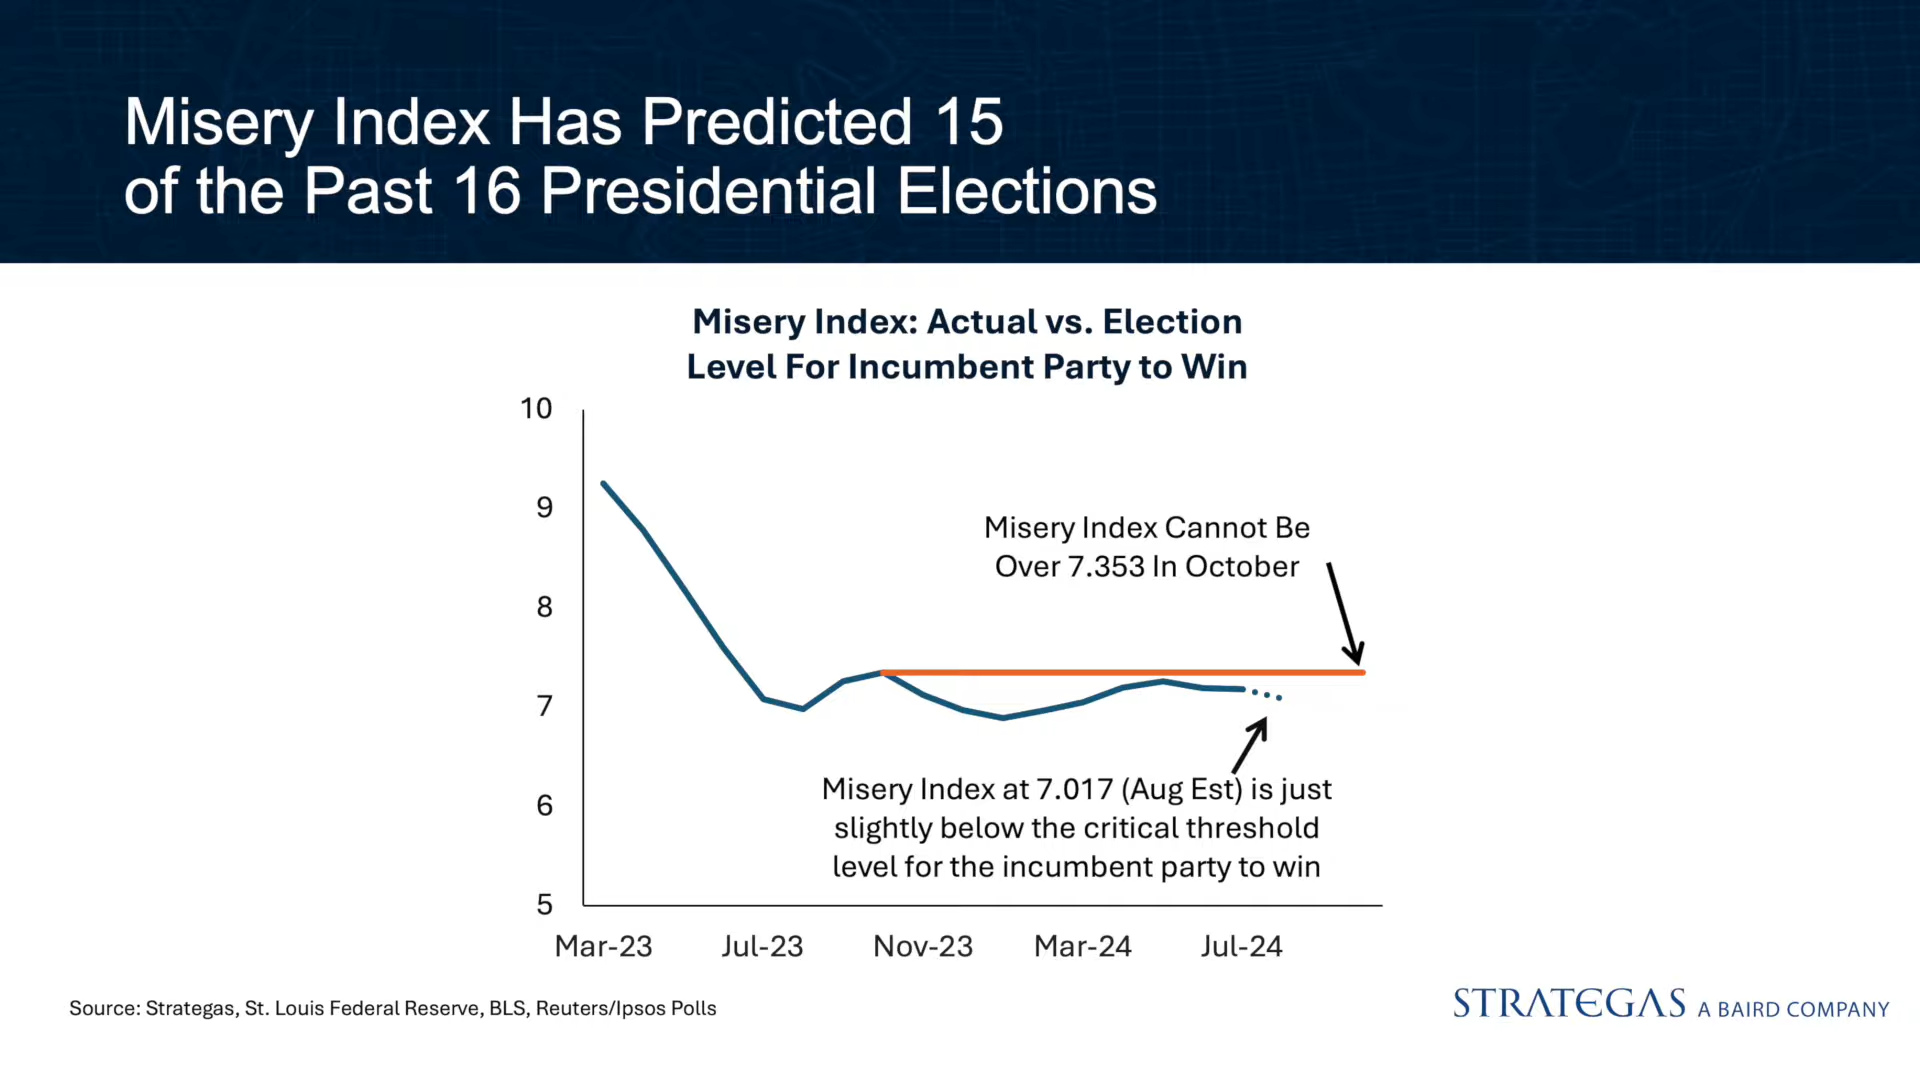 Misery Index Has Predicted 15
of the Past 16 Presidential Elections
Misery Index: Actual vs. Election
Level For Incumbent Party to Win
10
9
8
7
6
5
Misery Index Cannot Be
Over 7.353 In October
Misery Index at 7.017 (Aug Est) is just
slightly below the critical threshold
level for the incumbent party to win
Mar-23 Jul-23 Nov-23 Mar-24 Jul-24
Source: Strategas, St. Louis Federal Reserve, BLS, Reuters/Ipsos Polls
STRATEGAS A BAIRD COMPANY